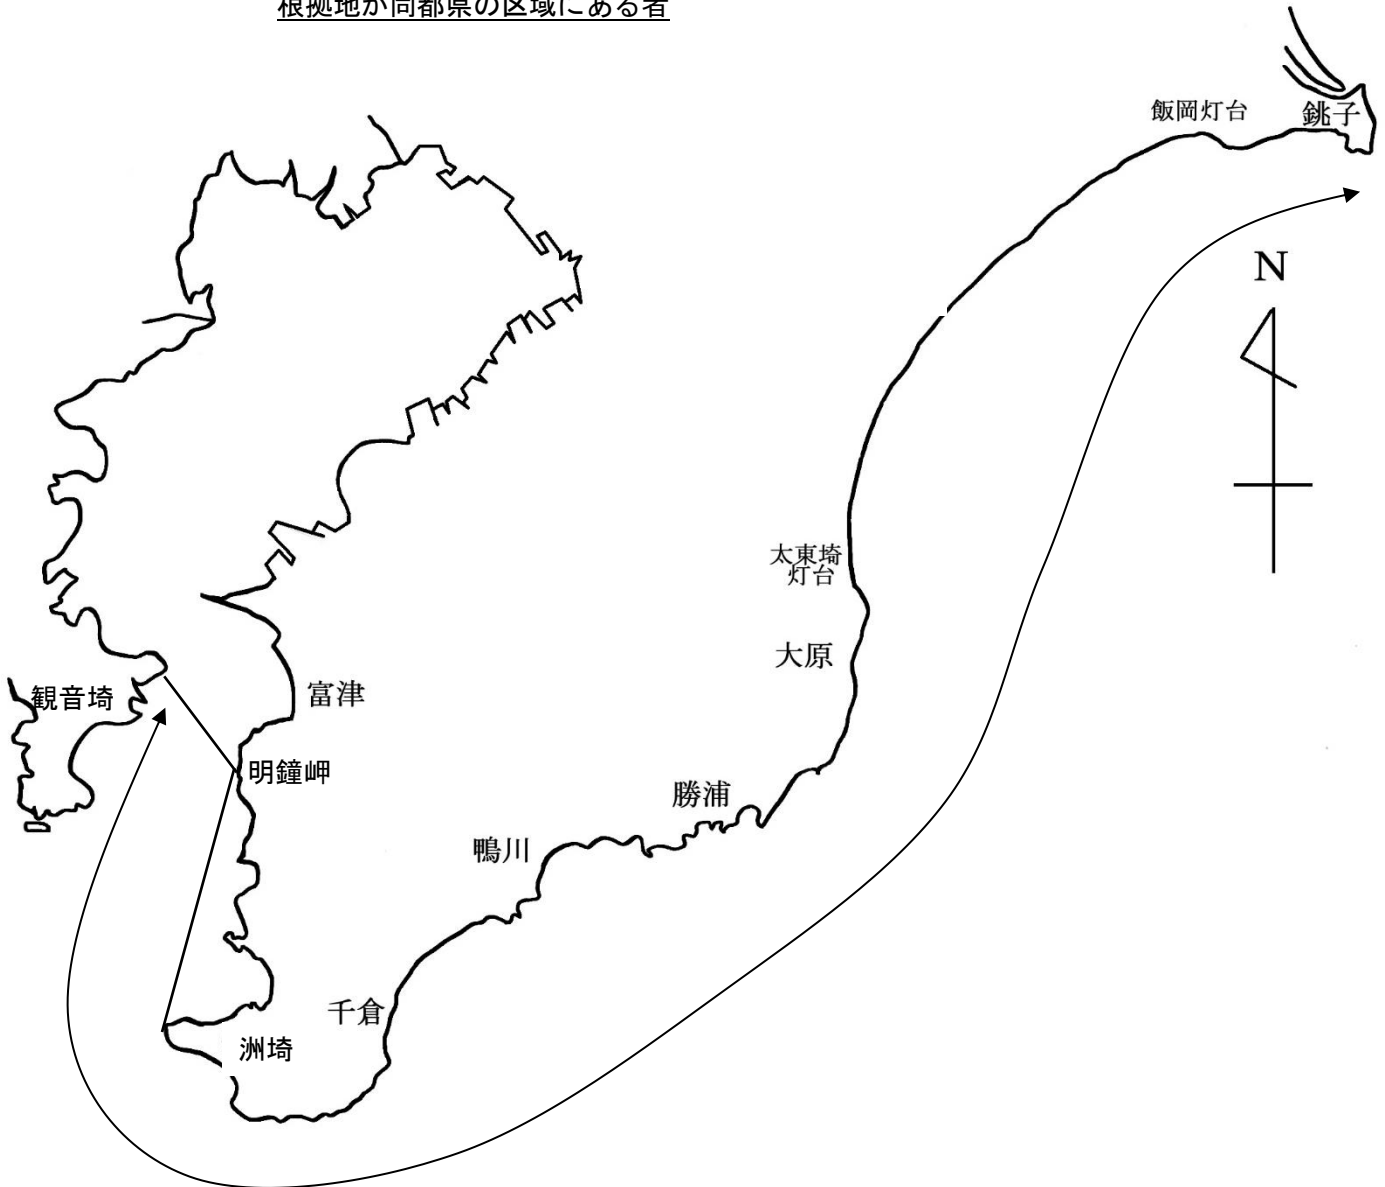 根拠地が同都県の区域にある者
飯岡灯台
銚子
N
太東埼
灯台
大原
観音埼
富津
明鐘岬
勝浦
鴨川
千倉
洲埼